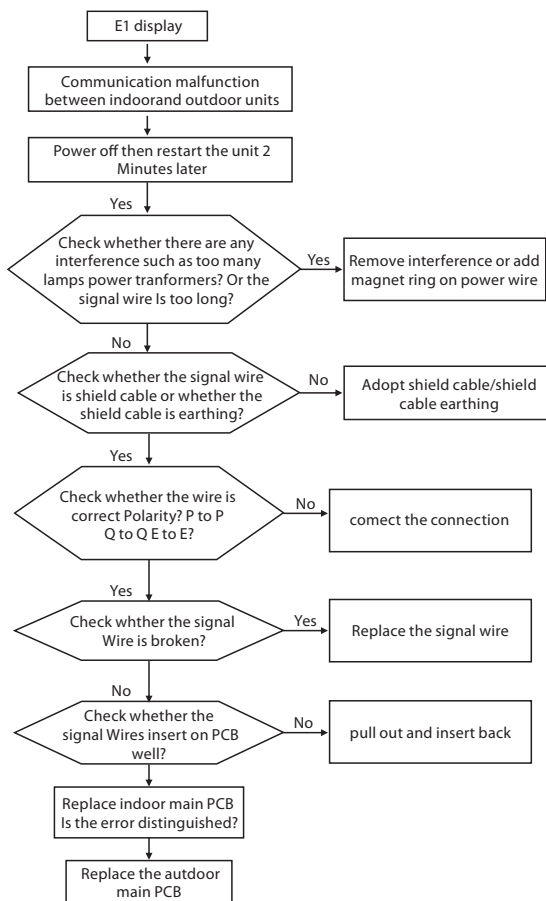 E1 display
Communication malfunction
between indoorand outdoor units
Power off then restart the unit 2
Minutes later
Yes
Check whether there are any
interference such as too many
lamps power tranformers? Or the
signal wire Is too long?
Yes
Remove interference or add
magnet ring on power wire
No
Check whether the signal wire
is shield cable or whether the
shield cable is earthing?
No
Adopt shield cable/shield
cable earthing
Yes
Check whether the wire is
correct Polarity? P to P
Q to Q E to E?
No
comect the connection
Yes
Check whther the signal
Wire is broken?
Yes
Replace the signal wire
No
Check whether the
signal Wires insert on PCB
well?
No
pull out and insert back
Replace indoor main PCB
Is the error distinguished?
Replace the autdoor
main PCB